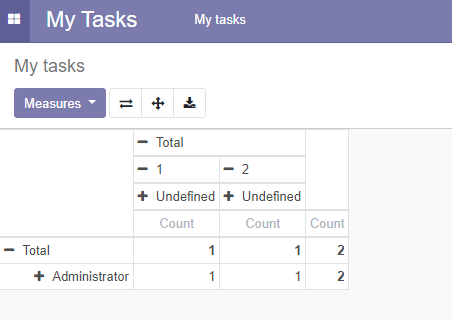 My Tasks My tasks
My tasks
Measures
Total
1 2
Undefined Undefined
Count Count Count
Total 1 1 2
Administrator 1 1 2